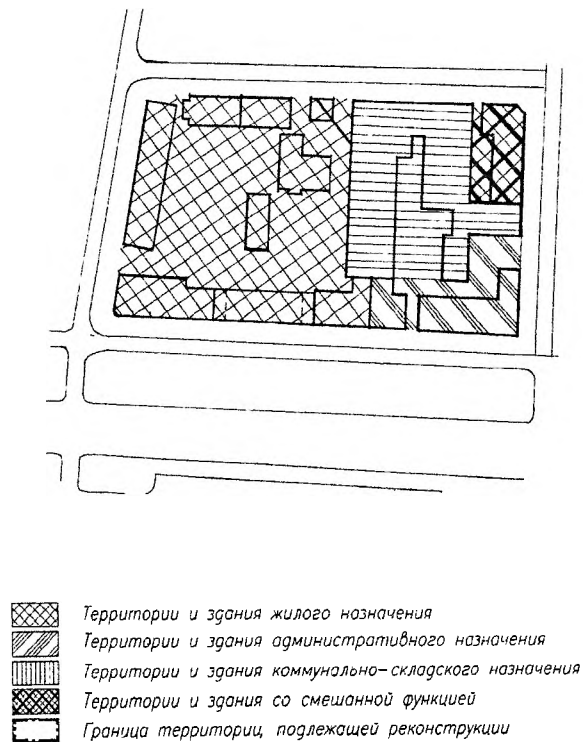 Территории и здания жилого назначения
Территории и здания административного назначения
Территории и здания коммунально-складского назначения
Территории и здания со смешанной функцией
Граница территории, подлежащей реконструкции